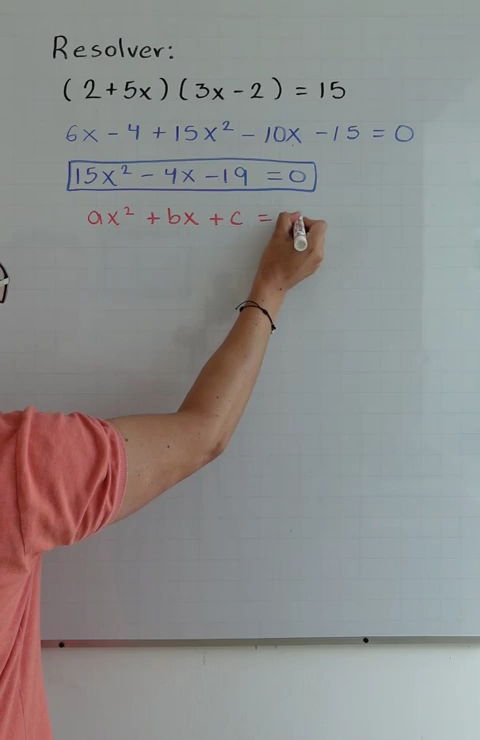 Resolver:
(2+5x)(3x-2) = 15
6x - 4 + 15x² - 10x - 15 = 0
15x² - 4x - 19 = 0
ax² + bx + c =